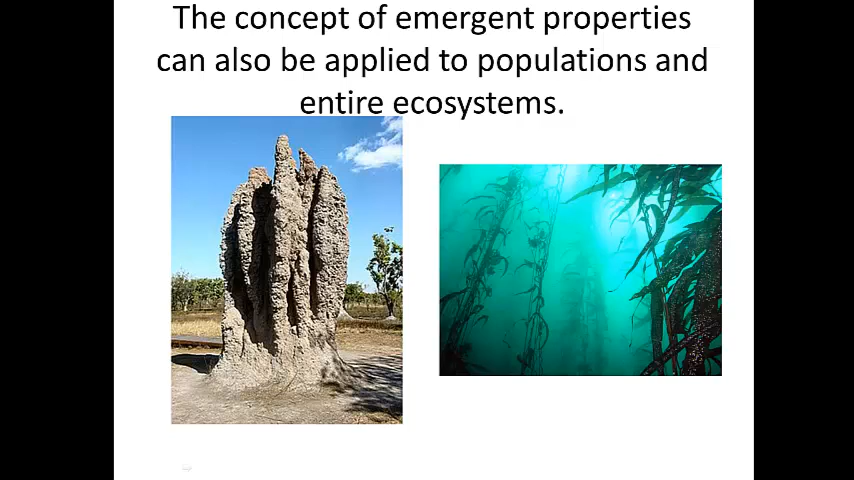 The concept of emergent properties
can also be applied to populations and
entire ecosystems.